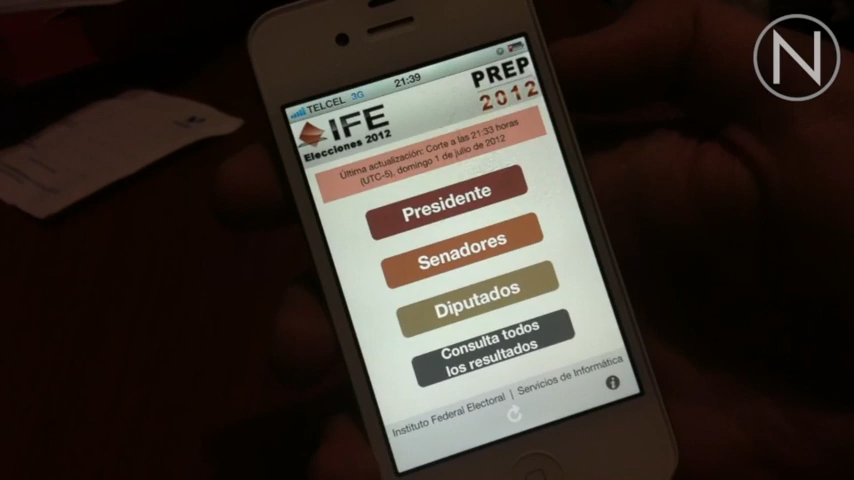 N
TELCEL 3G 21:39
IFE
Elecciones 2012
PREP
2012
Última actualización: Corte a las 21:33 horas
(UTC-5), domingo 1 de julio de 2012
Presidente
Senadores
Diputados
Consulta todos
los resultados
Instituto Federal Electoral | Servicios de Informática
i